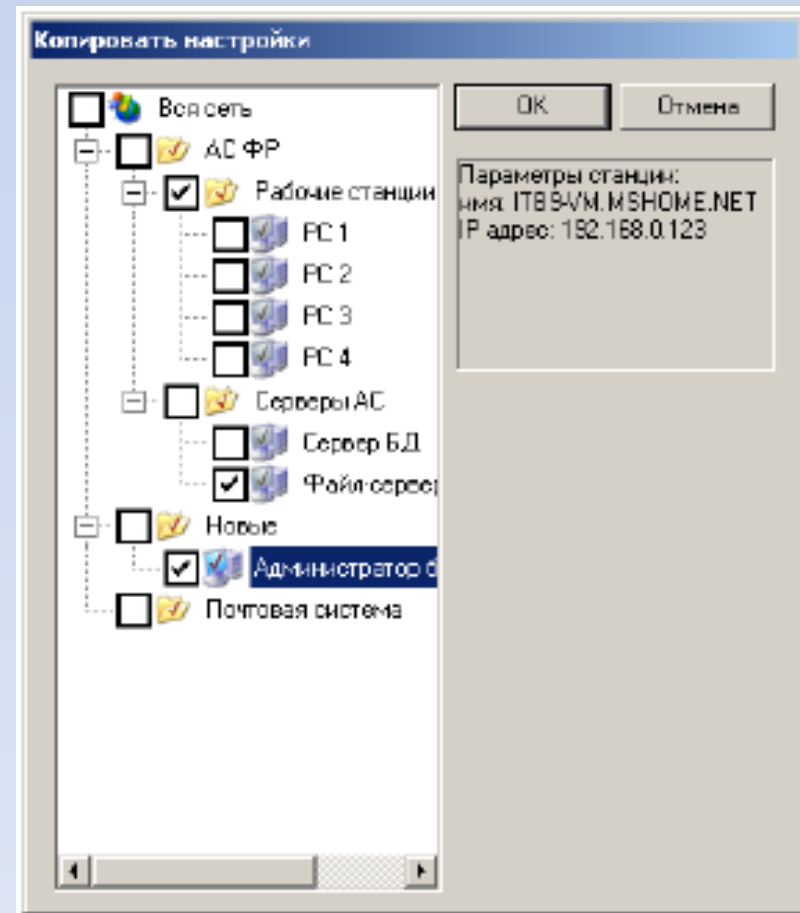 Копировать настройки
Вся сеть
АС ФР
Рабочие станции
РС 1
РС 2
РС 3
РС 4
Серверы АС
Сервер БД
Файл-сервер
Новые
Администратор б
Почтовая система
OK
Отмена
Параметры станции:
имя: ITB9-VM.MSHOME.NET
IP адрес: 192.168.0.123